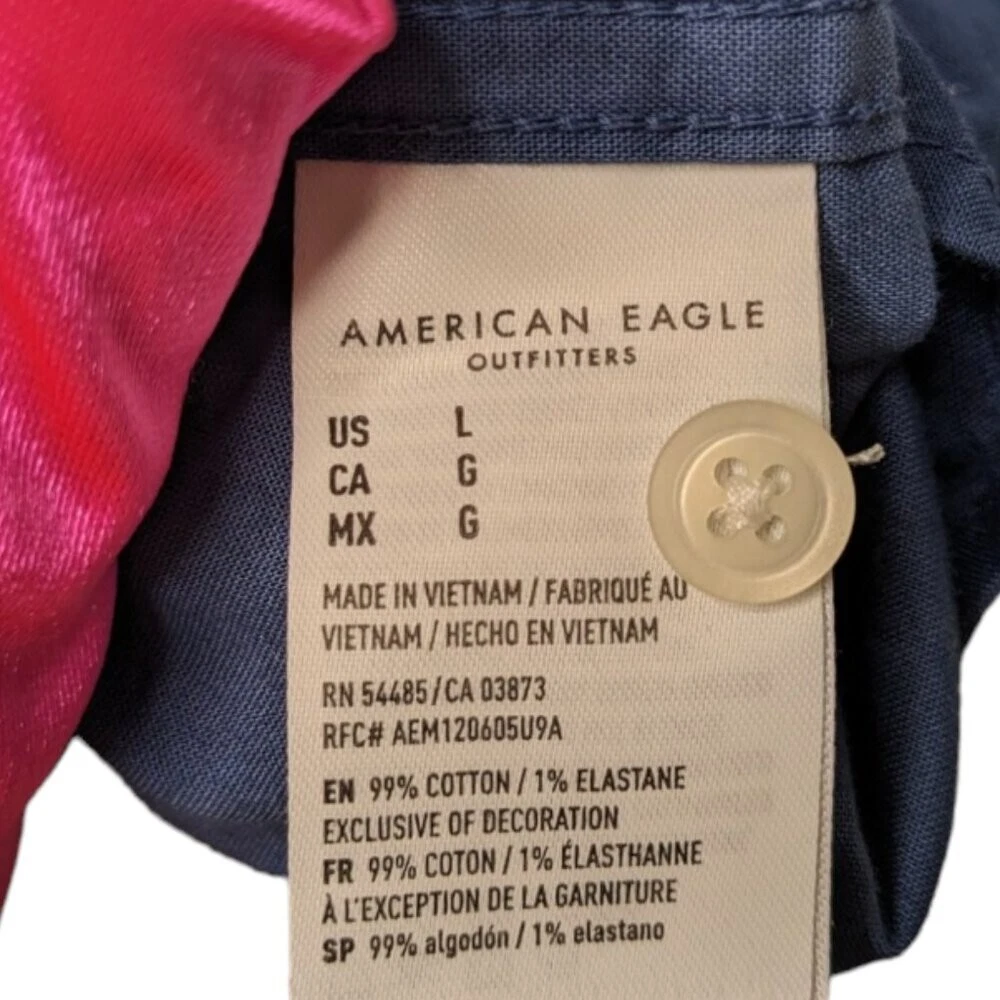 AMERICAN EAGLE
OUTFITTERS
US L
CA G
MX G
MADE IN VIETNAM / FABRIQUÉ AU
VIETNAM / HECHO EN VIETNAM
RN 54485/CA 03873
RFC# AEM120605U9A
EN 99% COTTON / 1% ELASTANE
EXCLUSIVE OF DECORATION
FR 99% COTON / 1% ÉLASTHANNE
À L'EXCEPTION DE LA GARNITURE
SP 99% algodón / 1% elastano